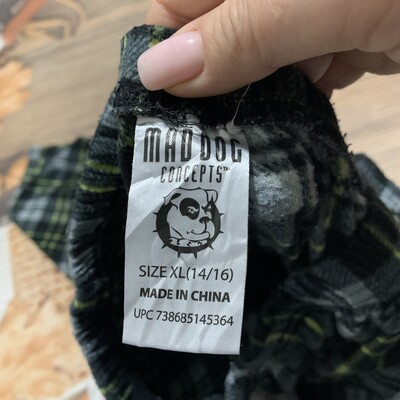 MAD DOG
CONCEPTS™
SIZE XL(14/16)
MADE IN CHINA
UPC 738685145364